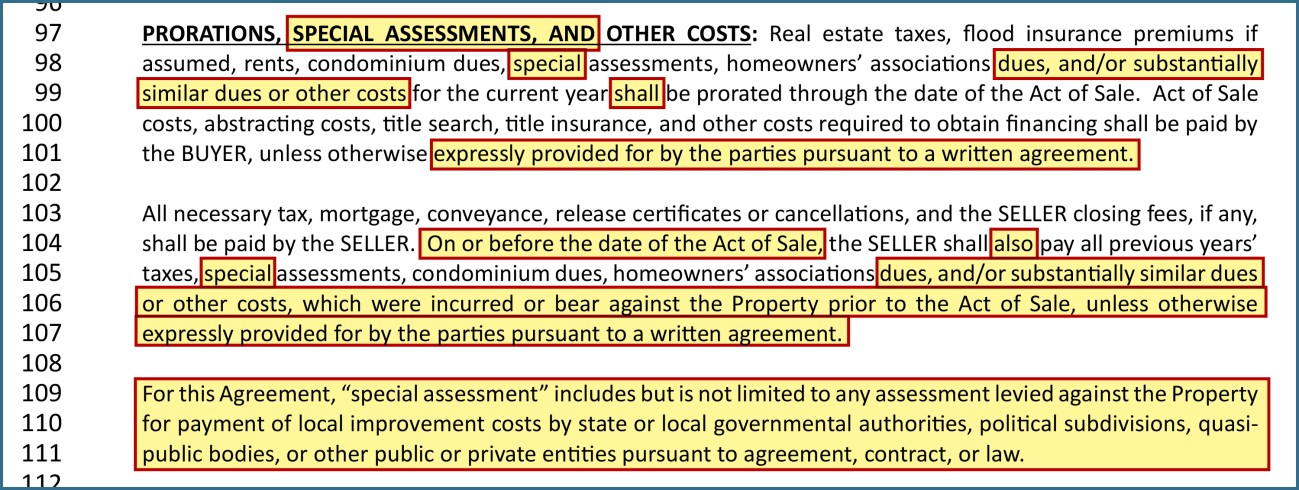 97 PRORATIONS, SPECIAL ASSESSMENTS, AND OTHER COSTS: Real estate taxes, flood insurance premiums if
98 assumed, rents, condominium dues, special assessments, homeowners’ associations dues, and/or substantially
99 similar dues or other costs for the current year shall be prorated through the date of the Act of Sale. Act of Sale
100 costs, abstracting costs, title search, title insurance, and other costs required to obtain financing shall be paid by
101 the BUYER, unless otherwise expressly provided for by the parties pursuant to a written agreement.
102
103 All necessary tax, mortgage, conveyance, release certificates or cancellations, and the SELLER closing fees, if any,
104 shall be paid by the SELLER. On or before the date of the Act of Sale, the SELLER shall also pay all previous years’
105 taxes, special assessments, condominium dues, homeowners’ associations dues, and/or substantially similar dues
106 or other costs, which were incurred or bear against the Property prior to the Act of Sale, unless otherwise
107 expressly provided for by the parties pursuant to a written agreement.
108
109 For this Agreement, “special assessment” includes but is not limited to any assessment levied against the Property
110 for payment of local improvement costs by state or local governmental authorities, political subdivisions, quasi-
111 public bodies, or other public or private entities pursuant to agreement, contract, or law.
112